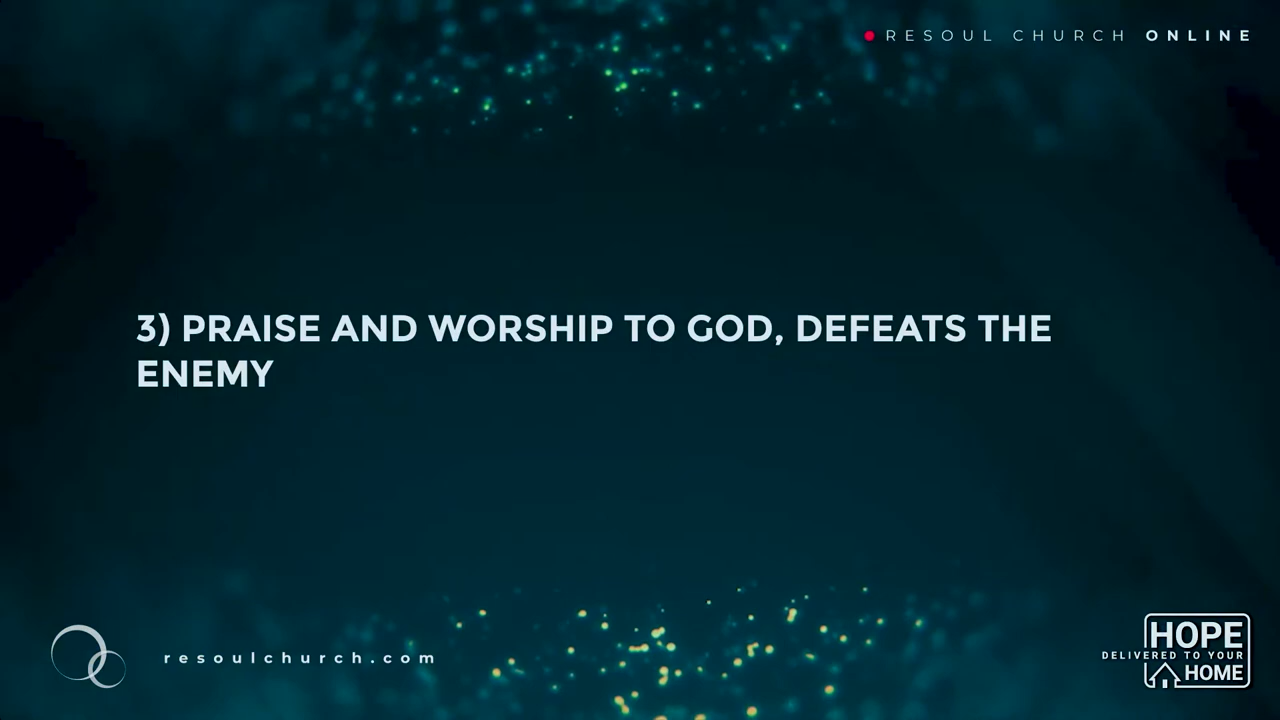 RESOUL CHURCH ONLINE
3) PRAISE AND WORSHIP TO GOD, DEFEATS THE
ENEMY
resoulchurch.com
HOPE
DELIVERED TO YOUR
HOME